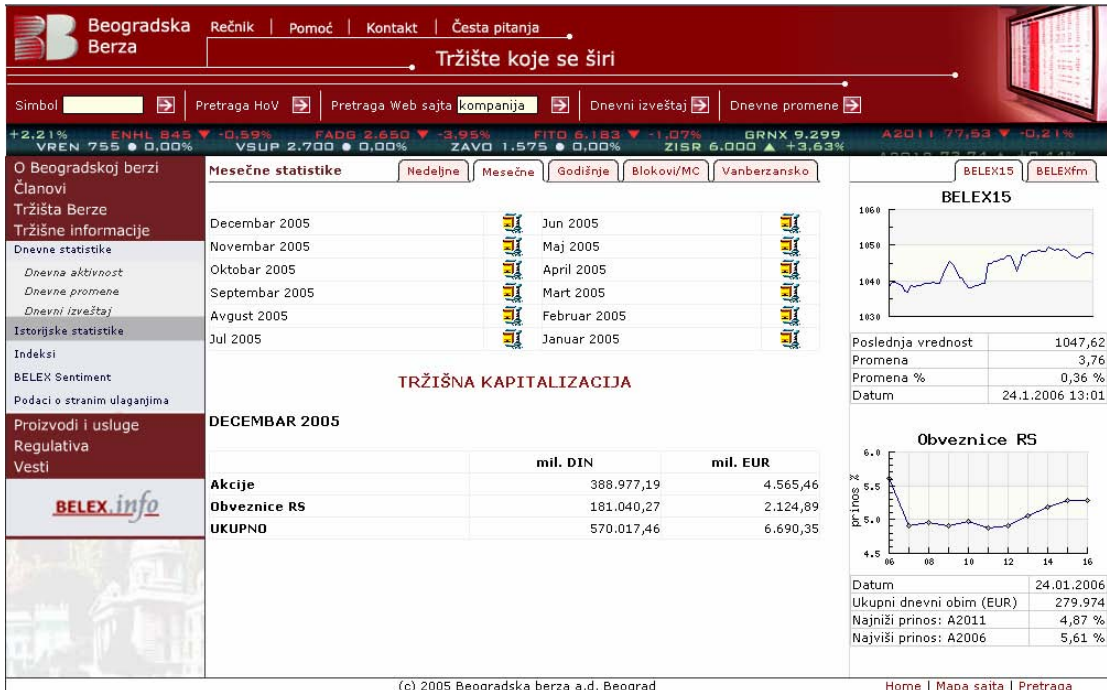 Beogradska
Berza
Rečnik | Pomoć | Kontakt | Česta pitanja
Tržište koje se širi
Simbol
Pretraga HoV
Pretraga Web sajta kompanija
Dnevni izveštaj
Dnevne promene
+2,21% ENHL 845 ▼ -0,59% FADG 2.650 ▼ -3,95% FITO 6.183 ▼ -1,07% GRNX 9.299 A2011 77,53 ▼ -0,21%
VREN 755 ● 0,00% VSUP 2.700 ● 0,00% ZAVO 1.575 ● 0,00% ZISR 6.000 ▲ +3,63%
O Beogradskoj berzi
Članovi
Tržišta Berze
Tržišne informacije
Dnevne statistike
Dnevna aktivnost
Dnevne promene
Dnevni izveštaj
Istorijske statistike
Indeksi
BELEX Sentiment
Podaci o stranim ulaganjima
Proizvodi i usluge
Regulativa
Vesti
BELEX.info
Mesečne statistike
Nedeljne
Mesečne
Godišnje
Blokovi/MC
Vanberzansko
Decembar 2005 Jun 2005
Novembar 2005 Maj 2005
Oktobar 2005 April 2005
Septembar 2005 Mart 2005
Avgust 2005 Februar 2005
Jul 2005 Januar 2005
TRŽIŠNA KAPITALIZACIJA
DECEMBAR 2005
mil. DIN mil. EUR
Akcije 388.977,19 4.565,46
Obveznice RS 181.040,27 2.124,89
UKUPNO 570.017,46 6.690,35
BELEX15
BELEXfm
BELEX15
1060
1050
1040
1030
Poslednja vrednost 1047,62
Promena 3,76
Promena % 0,36 %
Datum 24.1.2006 13:01
Obveznice RS
prinos %
6.0
5.5
5.0
4.5
06 08 10 12 14 16
Datum 24.01.2006
Ukupni dnevni obim (EUR) 279.974
Najniži prinos: A2011 4,87 %
Najviši prinos: A2006 5,61 %
(c) 2005 Beogradska berza a.d. Beograd
Home | Mapa sajta | Pretraga